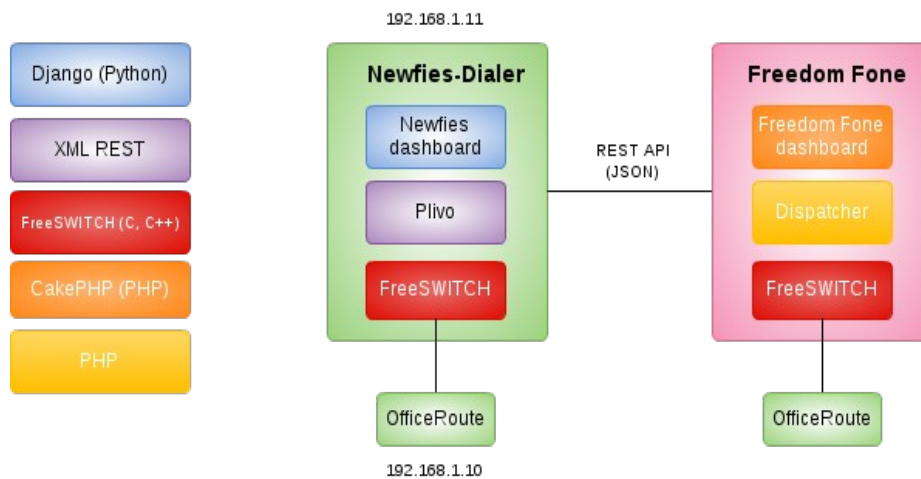 192.168.1.11
Django (Python)
XML REST
FreeSWITCH (C, C++)
CakePHP (PHP)
PHP
Newfies-Dialer
Newfies
dashboard
Plivo
FreeSWITCH
OfficeRoute
192.168.1.10
REST API
(JSON)
Freedom Fone
Freedom Fone
dashboard
Dispatcher
FreeSWITCH
OfficeRoute